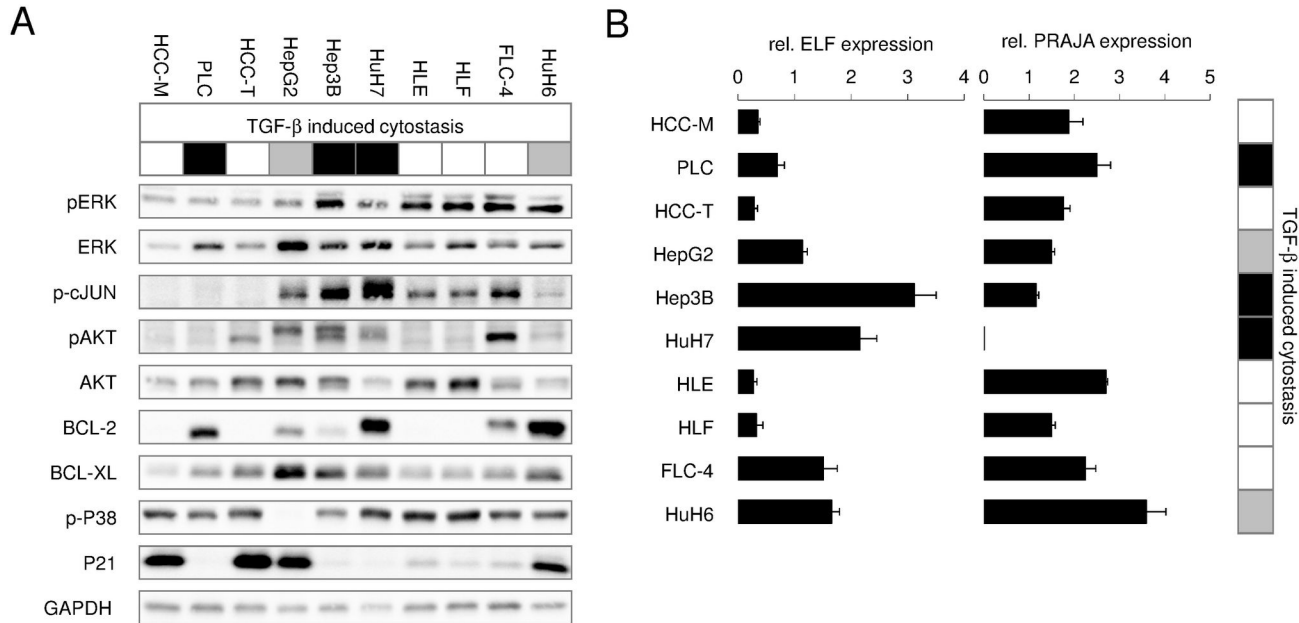 A
HCC-M
PLC
HCC-T
HepG2
Hep3B
HuH7
HLE
HLF
FLC-4
HuH6
TGF-β induced cytostasis
pERK
ERK
p-cJUN
pAKT
AKT
BCL-2
BCL-XL
p-P38
P21
GAPDH
B
rel. ELF expression
0 1 2 3 4
rel. PRAJA expression
0 1 2 3 4 5
HCC-M
PLC
HCC-T
HepG2
Hep3B
HuH7
HLE
HLF
FLC-4
HuH6
TGF-β induced cytostasis